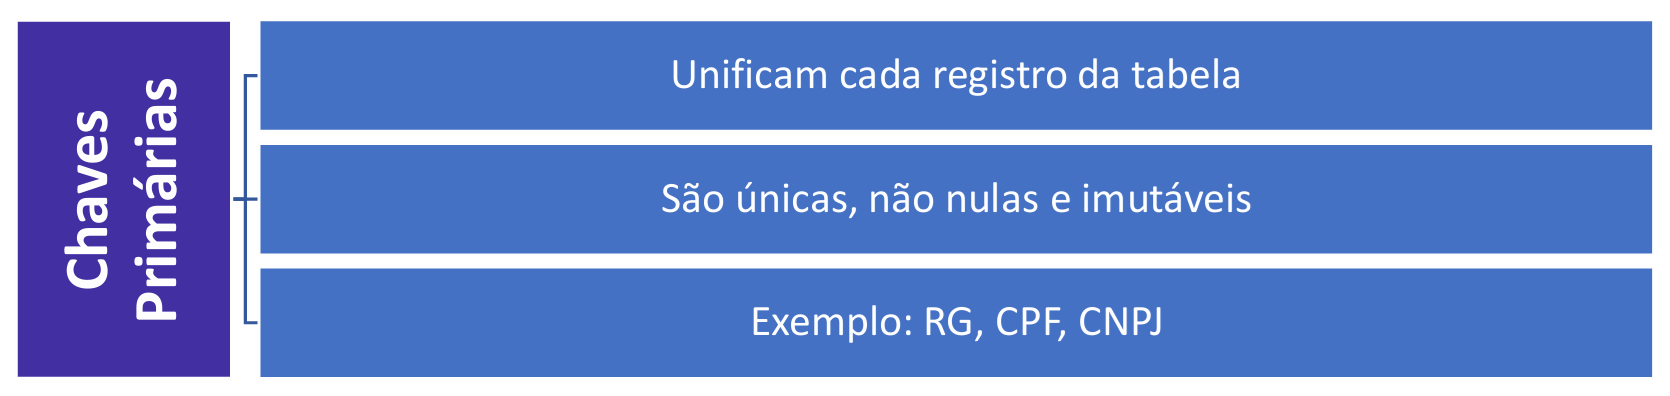 Chaves
Primárias
Unificam cada registro da tabela
São únicas, não nulas e imutáveis
Exemplo: RG, CPF, CNPJ